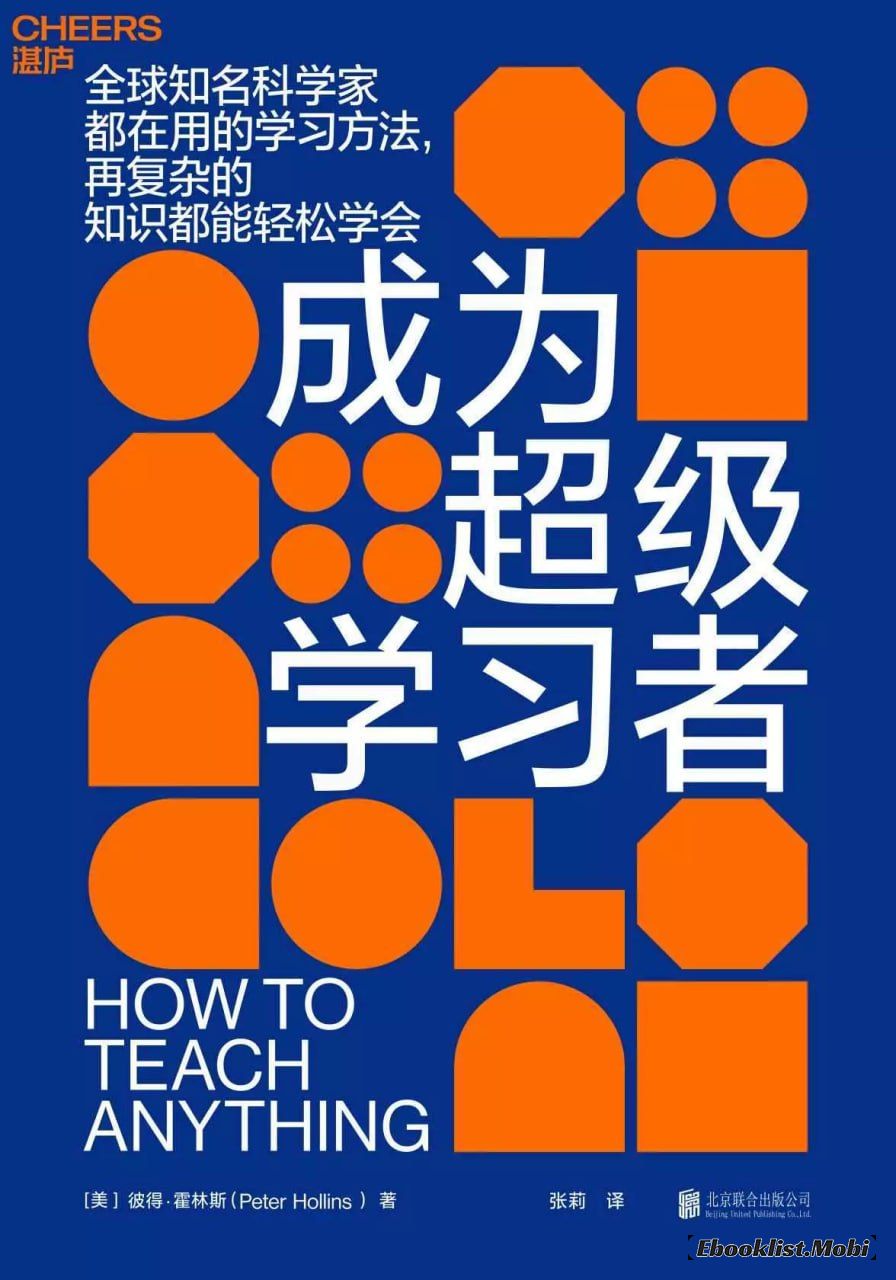 CHEERS
湛庐
全球知名科学家
都在用的学习方法,
再复杂的
知识都能轻松学会
成为
超级
学习者
HOW TO
TEACH
ANYTHING
[美] 彼得·霍林斯(Peter Hollins) 著 张莉 译 北京联合出版公司
Beijing United Publishing Co.,Ltd.
Ebooklist.Mobi